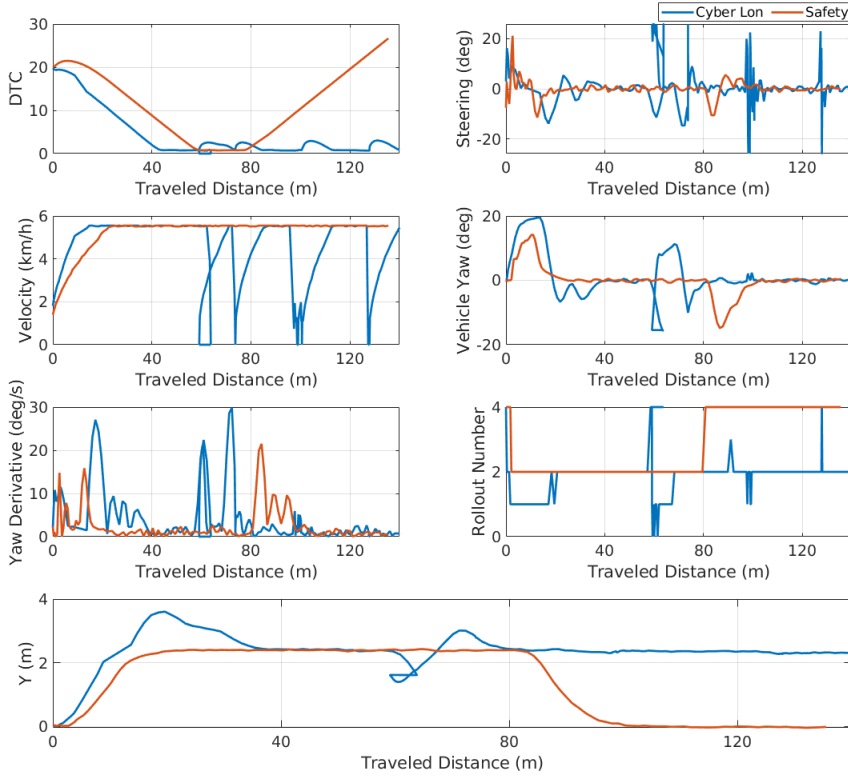 Cyber Lon Safety
30
20
10
0
DTC
0 40 80 120
Traveled Distance (m)
20
0
-20
Steering (deg)
0 40 80 120
Traveled Distance (m)
6
4
2
0
Velocity (km/h)
0 40 80 120
Traveled Distance (m)
20
0
-20
Vehicle Yaw (deg)
0 40 80 120
Traveled Distance (m)
30
20
10
0
Yaw Derivative (deg/s)
0 40 80 120
Traveled Distance (m)
4
2
0
Rollout Number
0 40 80 120
Traveled Distance (m)
4
2
0
Y (m)
0 40 80 120
Traveled Distance (m)